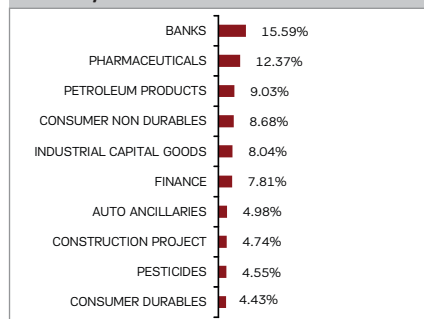 BANKS 15.59%
PHARMACEUTICALS 12.37%
PETROLEUM PRODUCTS 9.03%
CONSUMER NON DURABLES 8.68%
INDUSTRIAL CAPITAL GOODS 8.04%
FINANCE 7.81%
AUTO ANCILLARIES 4.98%
CONSTRUCTION PROJECT 4.74%
PESTICIDES 4.55%
CONSUMER DURABLES 4.43%